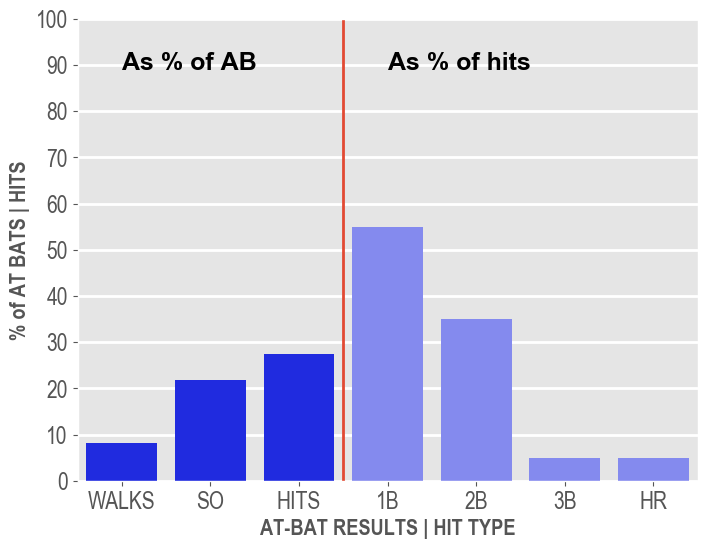 As % of AB
As % of hits
100
90
80
70
60
50
40
30
20
10
0
% of AT BATS | HITS
WALKS SO HITS 1B 2B 3B HR
AT-BAT RESULTS | HIT TYPE